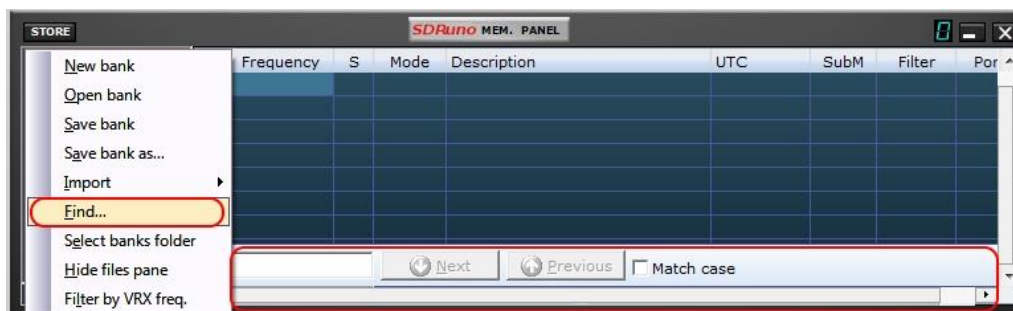 STORE
SDRuno MEM. PANEL
0
Frequency S Mode Description UTC SubM Filter
New bank
Open bank
Save bank
Save bank as...
Import
Find...
Select banks folder
Hide files pane
Filter by VRX freq.
Next
Previous
Match case